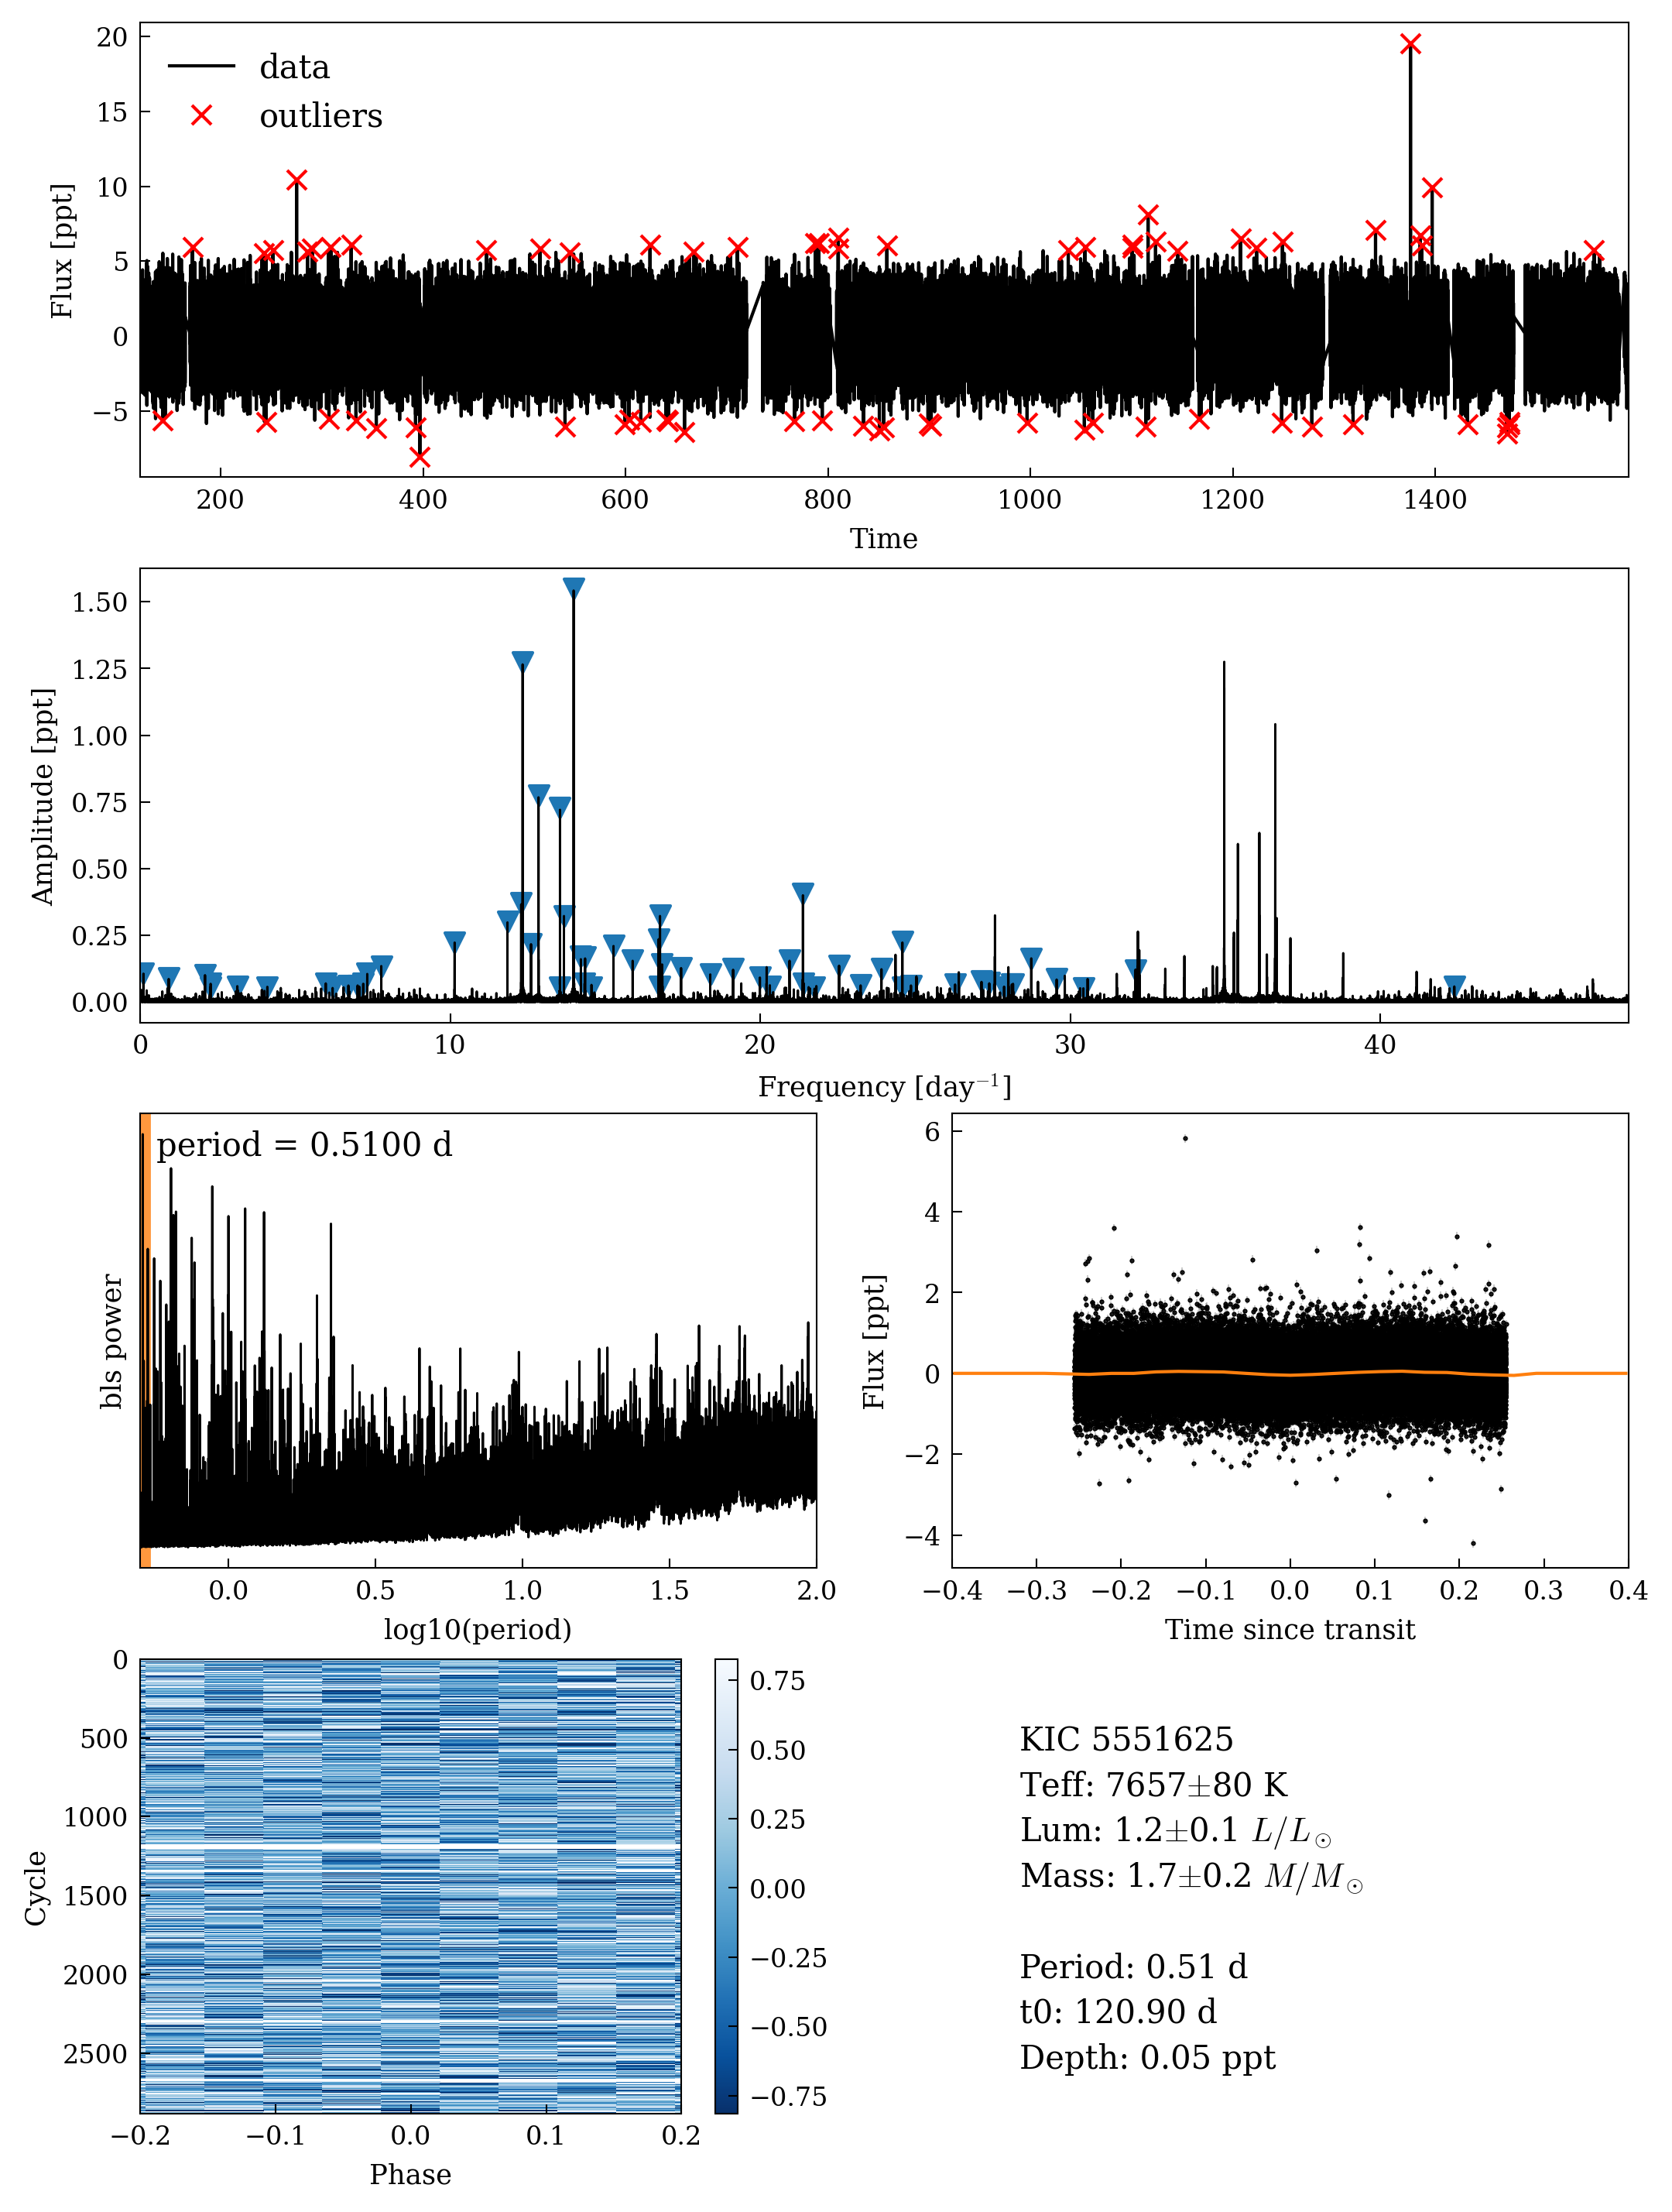 20
15
10
5
0
−5
Flux [ppt]
data
outliers
200 400 600 800 1000 1200 1400
Time
1.50
1.25
1.00
0.75
0.50
0.25
0.00
Amplitude [ppt]
0 10 20 30 40
Frequency [day⁻¹]
period = 0.5100 d
bls power
0.0 0.5 1.0 1.5 2.0
log10(period)
6
4
2
0
−2
−4
Flux [ppt]
−0.4 −0.3 −0.2 −0.1 0.0 0.1 0.2 0.3 0.4
Time since transit
0
500
1000
1500
2000
2500
Cycle
−0.2 −0.1 0.0 0.1 0.2
Phase
0.75
0.50
0.25
0.00
−0.25
−0.50
−0.75
KIC 5551625
Teff: 7657±80 K
Lum: 1.2±0.1 L/L☉
Mass: 1.7±0.2 M/M☉
Period: 0.51 d
t0: 120.90 d
Depth: 0.05 ppt